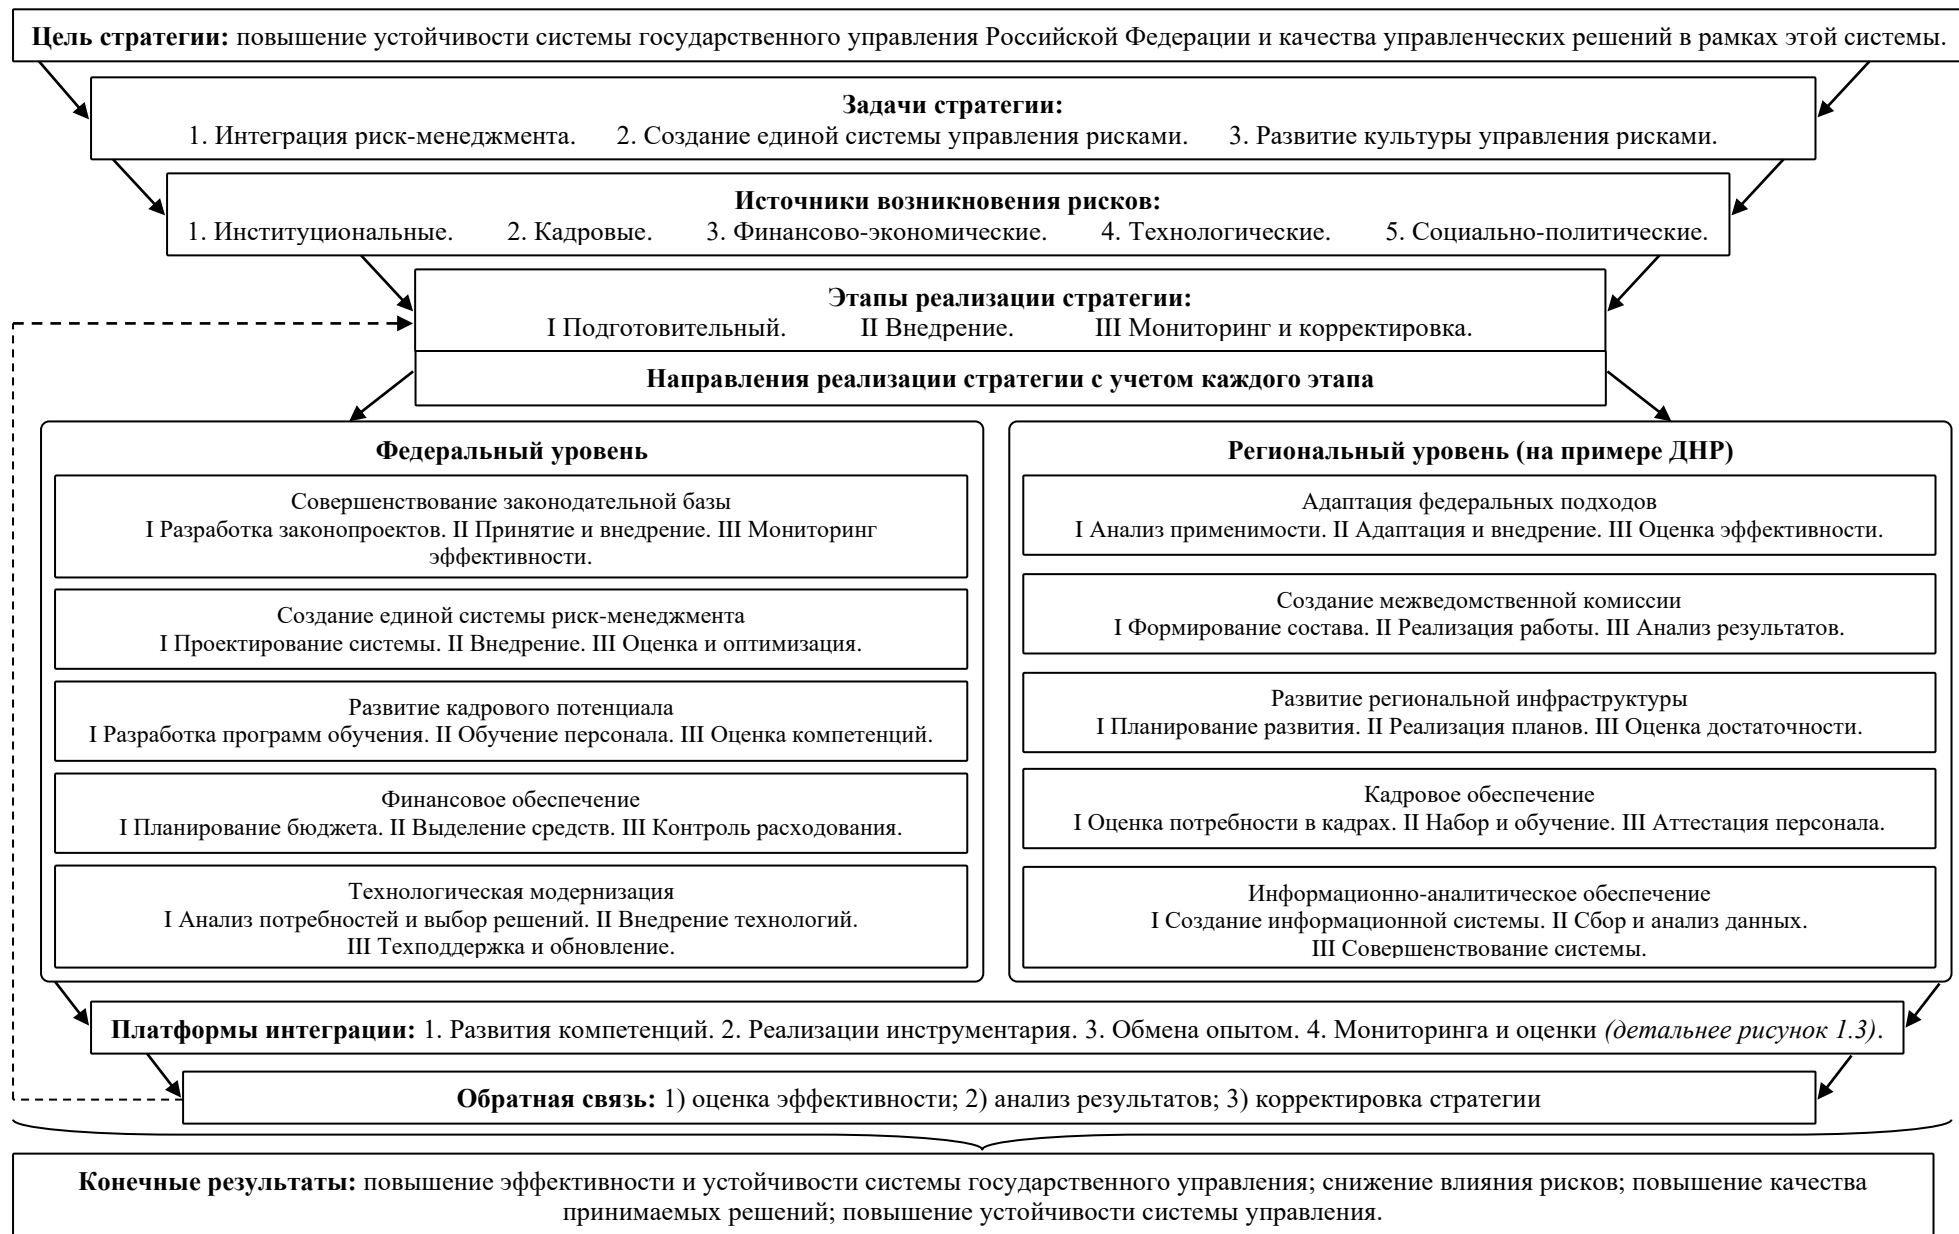 Цель стратегии: повышение устойчивости системы государственного управления Российской Федерации и качества управленческих решений в рамках этой системы.
Задачи стратегии:
1. Интеграция риск-менеджмента. 2. Создание единой системы управления рисками. 3. Развитие культуры управления рисками.
Источники возникновения рисков:
1. Институциональные. 2. Кадровые. 3. Финансово-экономические. 4. Технологические. 5. Социально-политические.
Этапы реализации стратегии:
I Подготовительный. II Внедрение. III Мониторинг и корректировка.
Направления реализации стратегии с учетом каждого этапа
Федеральный уровень
Совершенствование законодательной базы
I Разработка законопроектов. II Принятие и внедрение. III Мониторинг
эффективности.
Создание единой системы риск-менеджмента
I Проектирование системы. II Внедрение. III Оценка и оптимизация.
Развитие кадрового потенциала
I Разработка программ обучения. II Обучение персонала. III Оценка компетенций.
Финансовое обеспечение
I Планирование бюджета. II Выделение средств. III Контроль расходования.
Технологическая модернизация
I Анализ потребностей и выбор решений. II Внедрение технологий.
III Техподдержка и обновление.
Региональный уровень (на примере ДНР)
Адаптация федеральных подходов
I Анализ применимости. II Адаптация и внедрение. III Оценка эффективности.
Создание межведомственной комиссии
I Формирование состава. II Реализация работы. III Анализ результатов.
Развитие региональной инфраструктуры
I Планирование развития. II Реализация планов. III Оценка достаточности.
Кадровое обеспечение
I Оценка потребности в кадрах. II Набор и обучение. III Аттестация персонала.
Информационно-аналитическое обеспечение
I Создание информационной системы. II Сбор и анализ данных.
III Совершенствование системы.
Платформы интеграции: 1. Развития компетенций. 2. Реализации инструментария. 3. Обмена опытом. 4. Мониторинга и оценки (детальнее рисунок 1.3).
Обратная связь: 1) оценка эффективности; 2) анализ результатов; 3) корректировка стратегии
Конечные результаты: повышение эффективности и устойчивости системы государственного управления; снижение влияния рисков; повышение качества
принимаемых решений; повышение устойчивости системы управления.